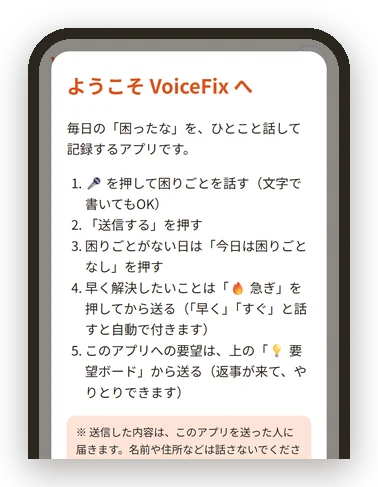 ようこそ VoiceFix へ
毎日の「困ったな」を、ひとこと話して
記録するアプリです。
1. 🎤 を押して困りごとを話す（文字で
書いてもOK）
2. 「送信する」を押す
3. 困りごとがない日は「今日は困りごと
なし」を押す
4. 早く解決したいことは「🔥 急ぎ」を
押してから送る（「早く」「すぐ」と話
すと自動で付きます）
5. このアプリへの要望は、上の「💡 要
望ボード」から送る（返事が来て、や
りとりできます）
※ 送信した内容は、このアプリを送った人に
届きます。名前や住所などは話さないでくださ